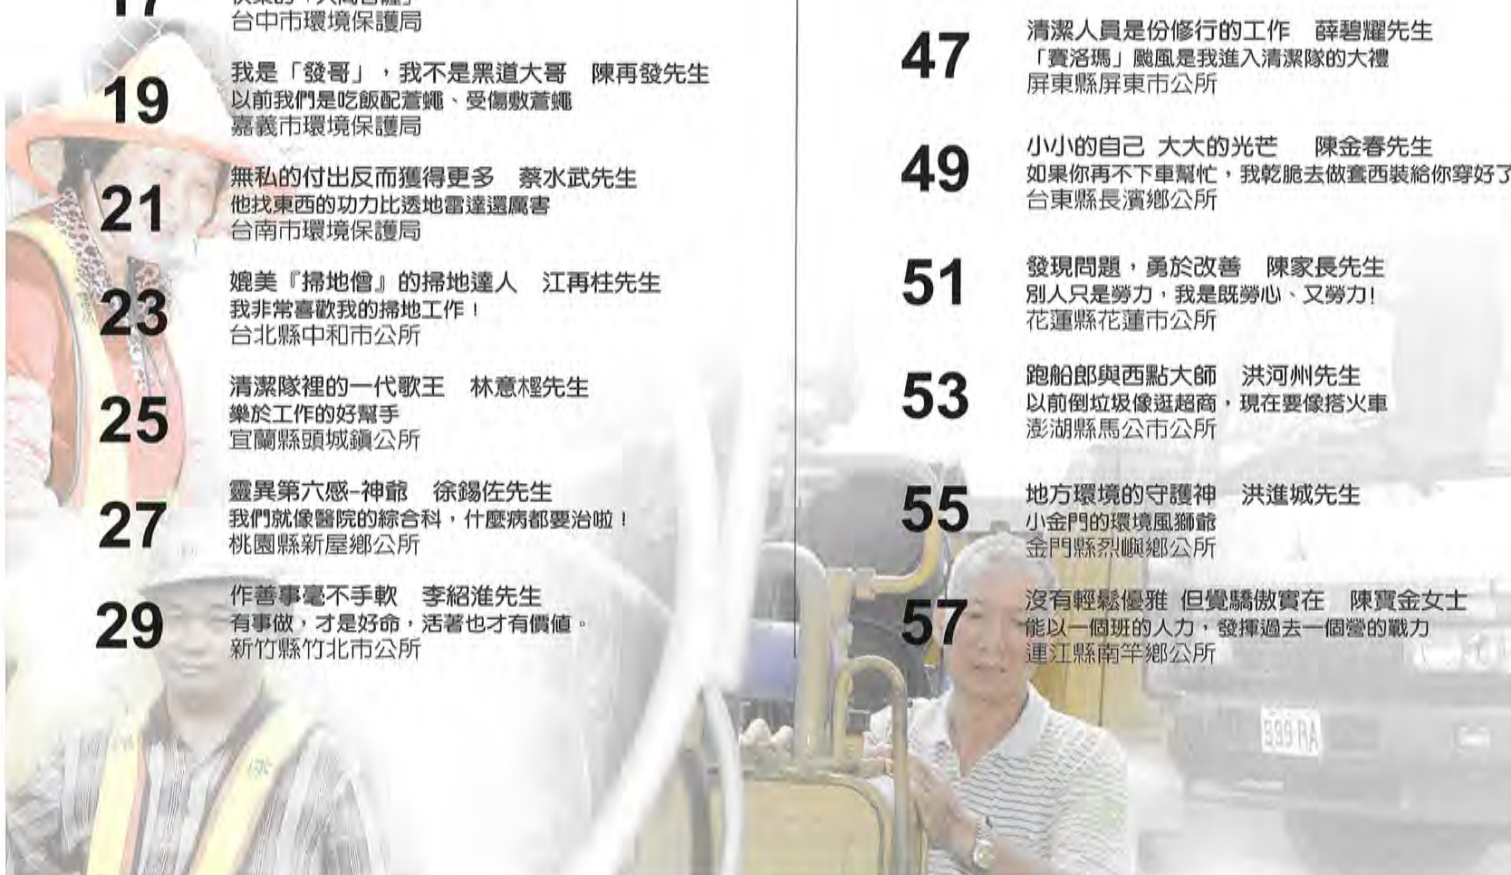 17
台中市環境保護局
19
我是「發哥」，我不是黑道大哥　陳再發先生
以前我們是吃飯配蒼蠅、受傷敷蒼蠅
嘉義市環境保護局
21
無私的付出反而獲得更多　蔡水武先生
他找東西的功力比透地雷達還厲害
台南市環境保護局
23
媲美『掃地僧』的掃地達人　江再柱先生
我非常喜歡我的掃地工作！
台北縣中和市公所
25
清潔隊裡的一代歌王　林意樫先生
樂於工作的好幫手
宜蘭縣頭城鎮公所
27
靈異第六感-神爺　徐錫佐先生
我們就像醫院的綜合科，什麼病都要治啦！
桃園縣新屋鄉公所
29
作善事毫不手軟　李紹淮先生
有事做，才是好命，活著也才有價值。
新竹縣竹北市公所
47
清潔人員是份修行的工作　薛碧耀先生
「賽洛瑪」颱風是我進入清潔隊的大禮
屏東縣屏東市公所
49
小小的自己 大大的光芒　陳金春先生
如果你再不下車幫忙，我乾脆去做套西裝給你穿好了
台東縣長濱鄉公所
51
發現問題，勇於改善　陳家長先生
別人只是勞力，我是既勞心、又勞力!
花蓮縣花蓮市公所
53
跑船郎與西點大師　洪河州先生
以前倒垃圾像逛超商，現在要像搭火車
澎湖縣馬公市公所
55
地方環境的守護神　洪進城先生
小金門的環境風獅爺
金門縣烈嶼鄉公所
57
沒有輕鬆優雅 但覺驕傲實在　陳寶金女士
能以一個班的人力，發揮過去一個營的戰力
連江縣南竿鄉公所